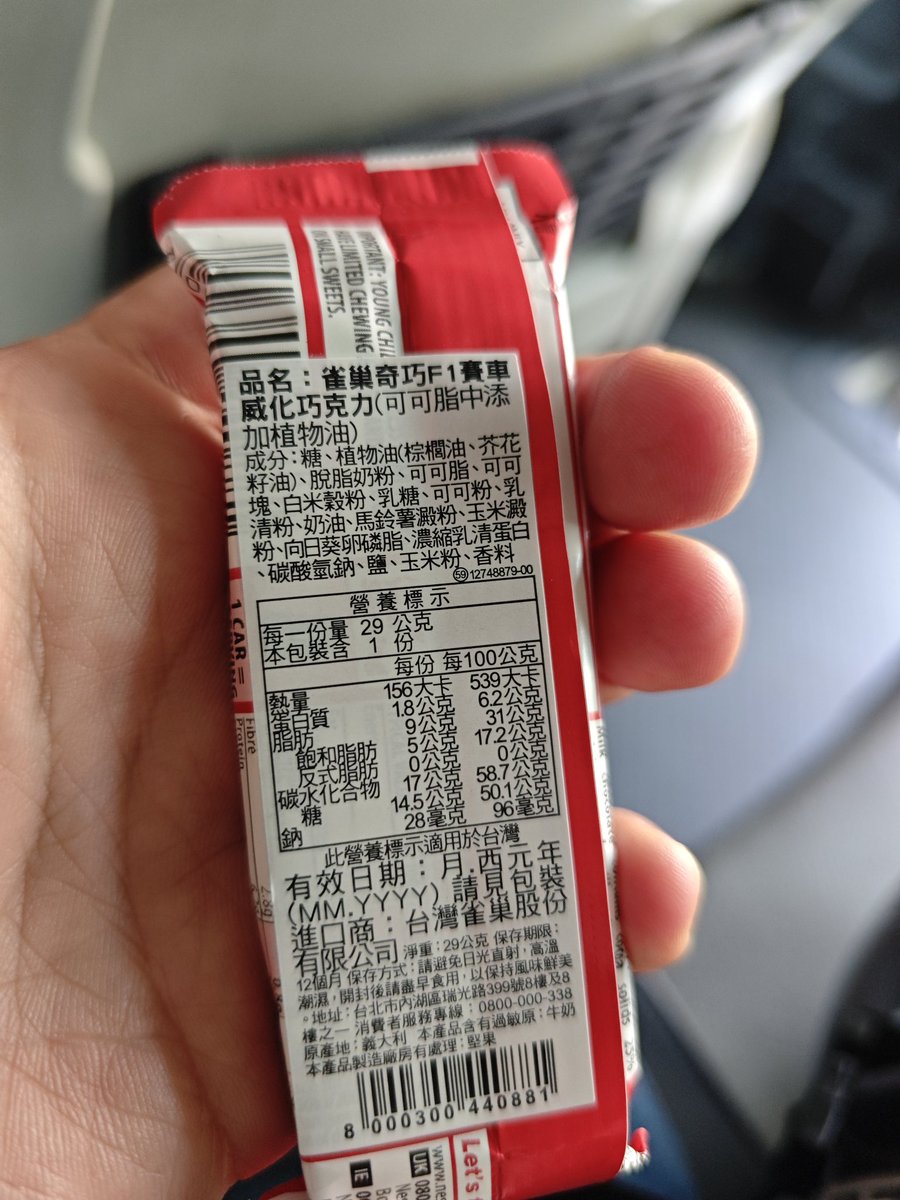 IMPORTANT: YOUNG CHIL
HAVE LIMITED CHEWING
ON SMALL SWEETS.
品名：雀巢奇巧F1賽車
威化巧克力(可可脂中添
加植物油)
成分：糖、植物油(棕櫚油、芥花
籽油)、脫脂奶粉、可可脂、可可
塊、白米穀粉、乳糖、可可粉、乳
清粉、奶油、馬鈴薯澱粉、玉米澱
粉、向日葵卵磷脂、濃縮乳清蛋白
、碳酸氫鈉、鹽、玉米粉、香料
59 12748879-00
營養標示
每一份量 29 公克
本包裝含 1 份
每份 每100公克
熱量 156大卡 539大卡
蛋白質 1.8公克 6.2公克
脂肪 9公克 31公克
飽和脂肪 5公克 17.2公克
反式脂肪 0公克 0公克
碳水化合物 17公克 58.7公克
糖 14.5公克 50.1公克
鈉 28毫克 96毫克
此營養標示適用於台灣
有效日期：月.西元年
(MM.YYYY) 請見包裝
進口商：台灣雀巢股份
有限公司 淨重：29公克 保存期限：
12個月 保存方式：請避免日光直射，高溫
潮濕，開封後請盡早食用，以保持風味鮮美
。地址：台北市內湖區瑞光路399號8樓及8
樓之一 消費者服務專線：0800-000-338
原產地：義大利 本產品含有過敏原：牛奶
本產品製造廠房有處理：堅果
8 000300 440881
1 CAR =
Fibre
Protein
Milk chocolate
solids 25%
Let's
www.ne
UK 080
IE